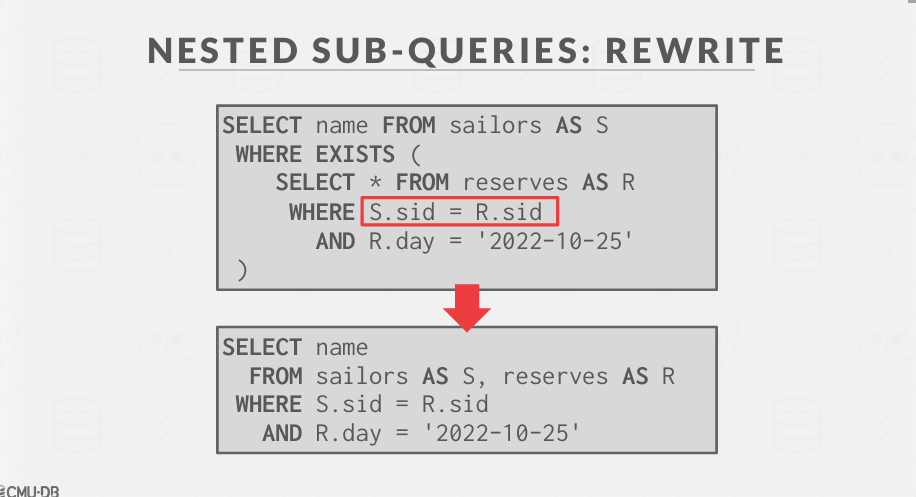 NESTED SUB-QUERIES: REWRITE
SELECT name FROM sailors AS S
WHERE EXISTS (
SELECT * FROM reserves AS R
WHERE S.sid = R.sid
AND R.day = '2022-10-25'
)
SELECT name
FROM sailors AS S, reserves AS R
WHERE S.sid = R.sid
AND R.day = '2022-10-25'
CMU·DB